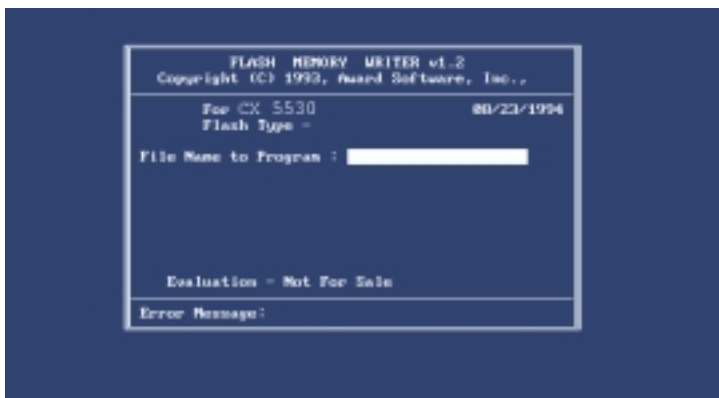 FLASH MEMORY WRITER v1.2
Copyright (C) 1993, Award Software, Inc.,
For CX 5530 08/23/1994
Flash Type -
File Name to Program :
Evaluation - Not For Sale
Error Message: